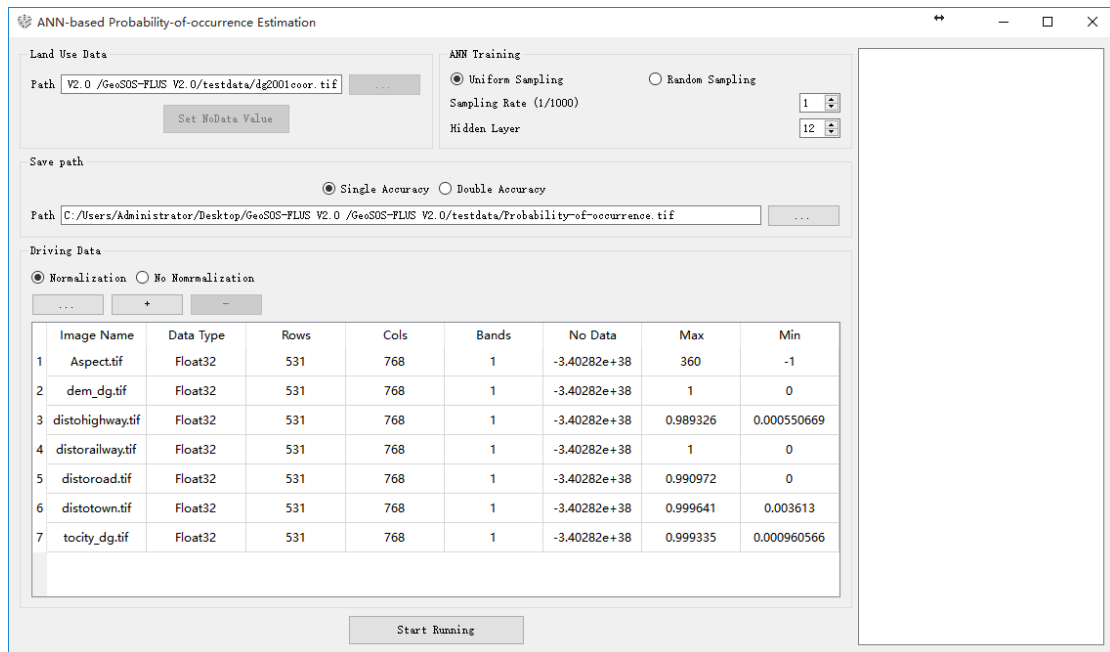 ANN-based Probability-of-occurrence Estimation
Land Use Data
Path V2.0 /GeoSOS-FLUS V2.0/testdata/dg2001coor.tif ...
Set NoData Value
ANN Training
Uniform Sampling Random Sampling
Sampling Rate (1/1000) 1
Hidden Layer 12
Save path
Single Accuracy Double Accuracy
Path C:/Users/Administrator/Desktop/GeoSOS-FLUS V2.0 /GeoSOS-FLUS V2.0/testdata/Probability-of-occurrence.tif ...
Driving Data
Normalization No Nomrmalization
... + -
Image Name Data Type Rows Cols Bands No Data Max Min
1 Aspect.tif Float32 531 768 1 -3.40282e+38 360 -1
2 dem_dg.tif Float32 531 768 1 -3.40282e+38 1 0
3 distohighway.tif Float32 531 768 1 -3.40282e+38 0.989326 0.000550669
4 distorailway.tif Float32 531 768 1 -3.40282e+38 1 0
5 distoroad.tif Float32 531 768 1 -3.40282e+38 0.990972 0
6 distotown.tif Float32 531 768 1 -3.40282e+38 0.999641 0.003613
7 tocity_dg.tif Float32 531 768 1 -3.40282e+38 0.999335 0.000960566
Start Running